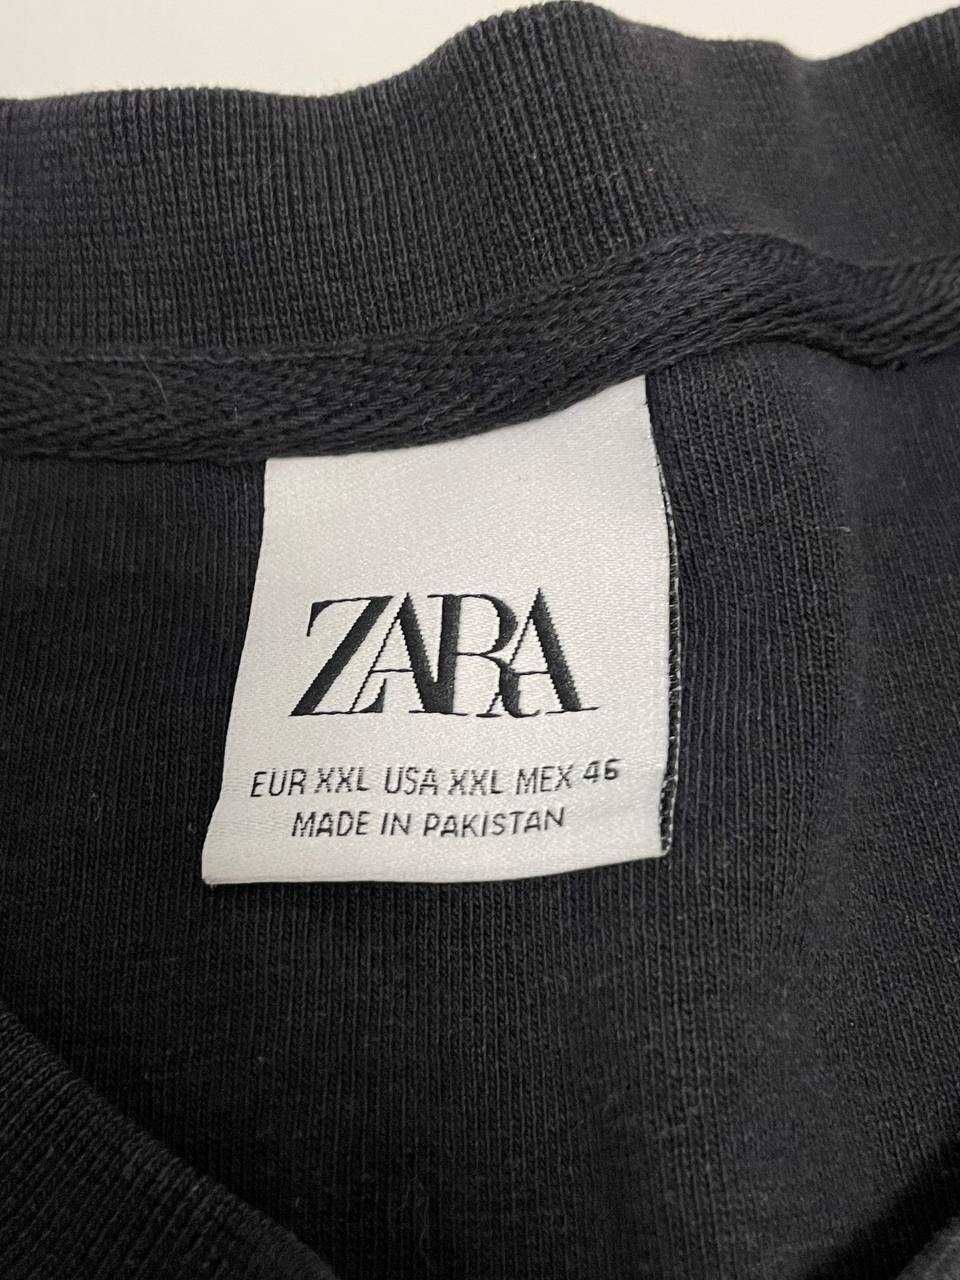 ZARA
EUR XXL USA XXL MEX 46
MADE IN PAKISTAN